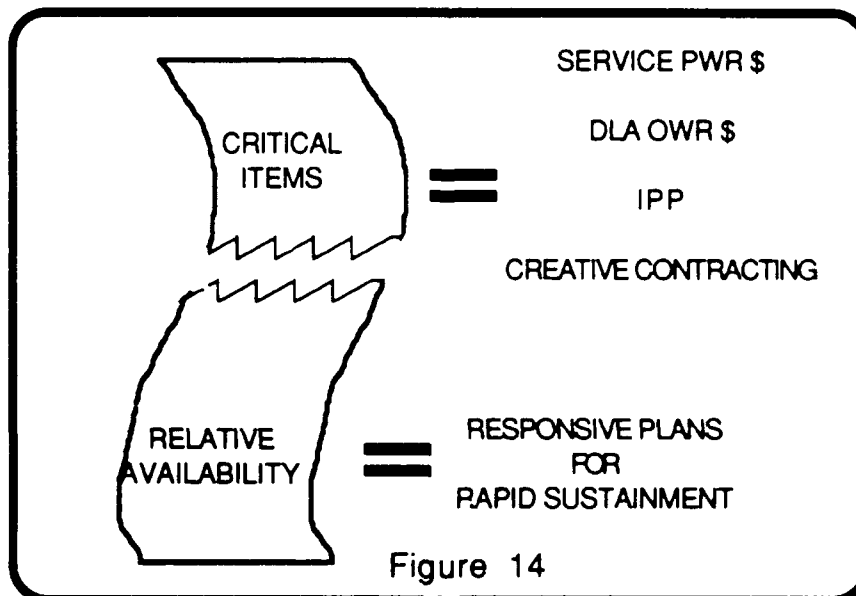 CRITICAL
ITEMS
SERVICE PWR $
DLA OWR $
IPP
CREATIVE CONTRACTING
RELATIVE
AVAILABILITY
RESPONSIVE PLANS
FOR
RAPID SUSTAINMENT
Figure 14